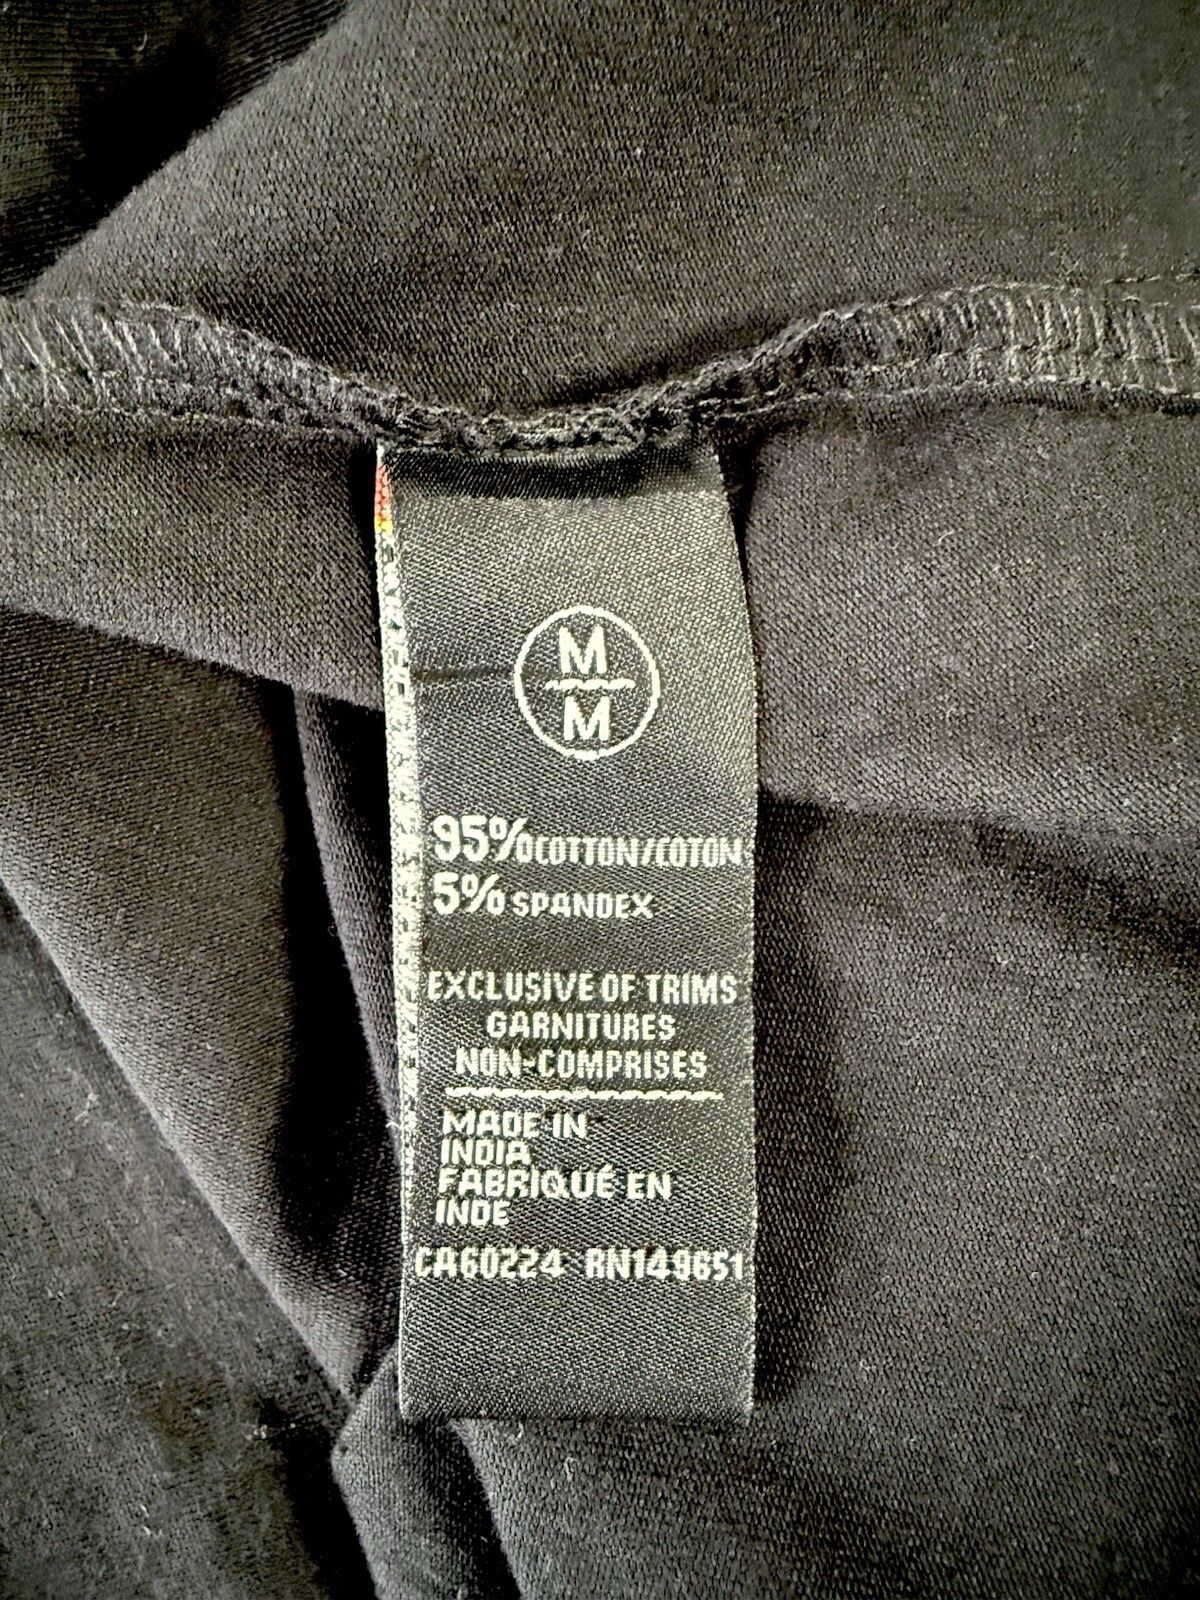 M
M
95% COTTON/COTON
5% SPANDEX
EXCLUSIVE OF TRIMS
GARNITURES
NON-COMPRISES
MADE IN
INDIA
FABRIQUÉ EN
INDE
CA60224 RN149651